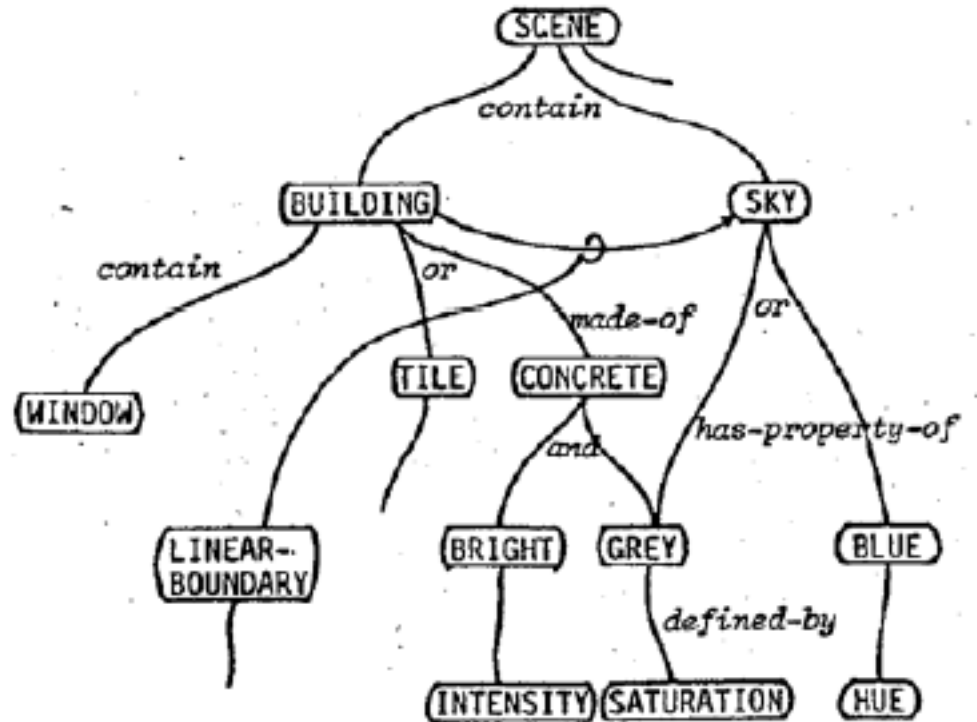 SCENE
contain
BUILDING
SKY
contain
or
made-of
or
WINDOW
TILE
CONCRETE
and
has-property-of
LINEAR-
BOUNDARY
BRIGHT
GREY
BLUE
defined-by
INTENSITY
SATURATION
HUE